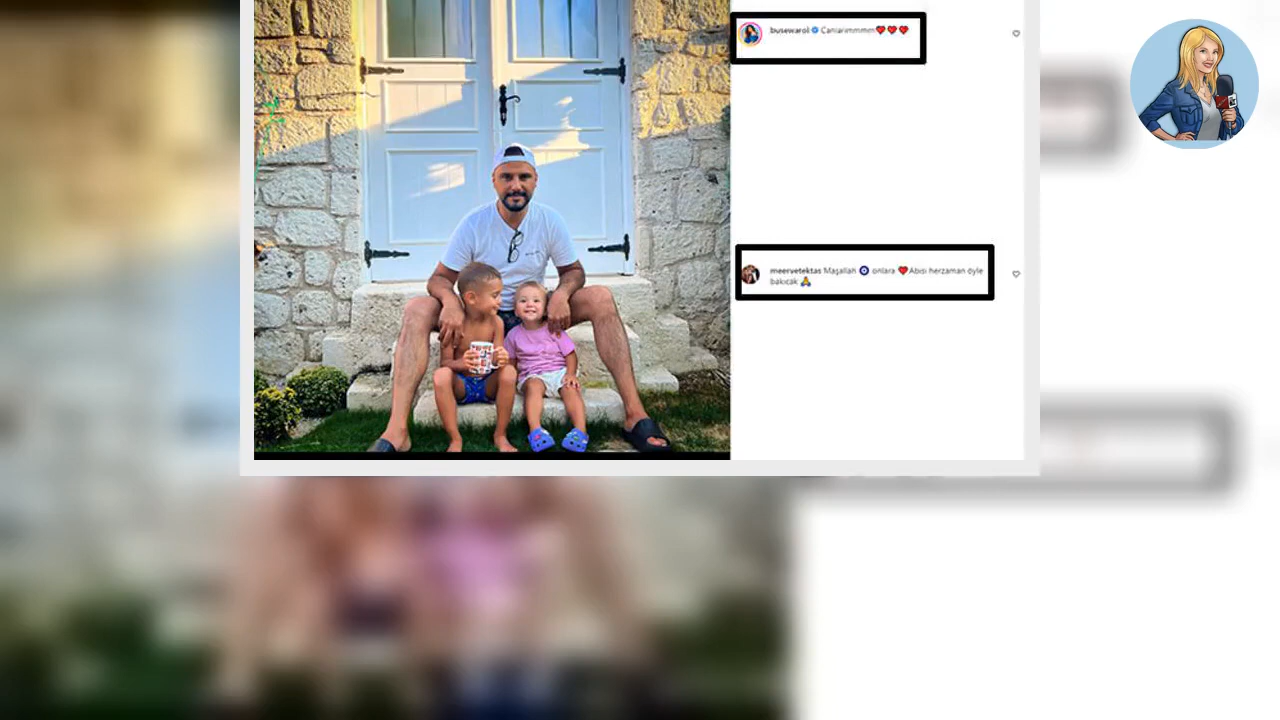 busewarol Canlarımmmm
meervetektas Maşallah onlara Abisi herzaman öyle
bakıcak